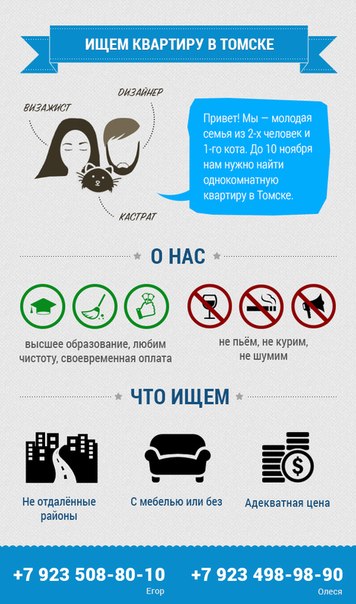 ИЩЕМ КВАРТИРУ В ТОМСКЕ
ДИЗАЙНЕР
ВИЗАЖИСТ
Привет! Мы — молодая
семья из 2-х человек и
1-го кота. До 10 ноября
нам нужно найти
однокомнатную
квартиру в Томске.
КАСТРАТ
О НАС
высшее образование, любим
чистоту, своевременная оплата
не пьём, не курим,
не шумим
ЧТО ИЩЕМ
$
Не отдалённые
районы
С мебелью или без
Адекватная цена
+7 923 508-80-10
Егор
+7 923 498-98-90
Олеся